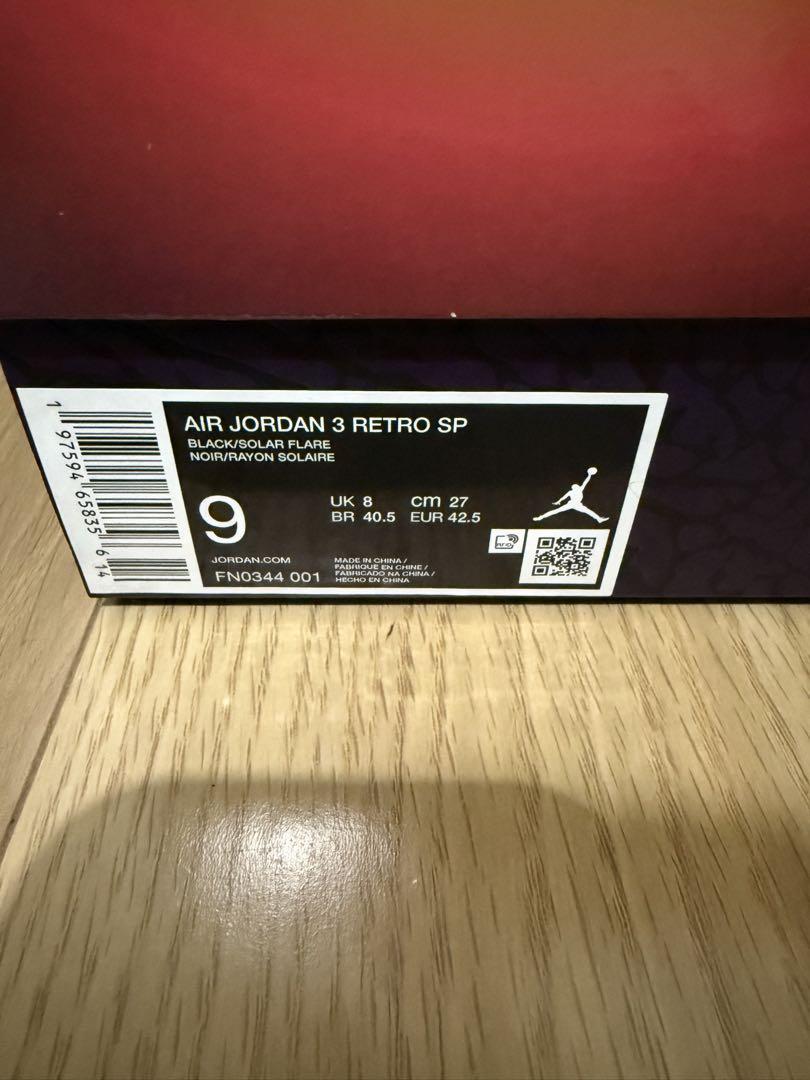 AIR JORDAN 3 RETRO SP
BLACK/SOLAR FLARE
NOIR/RAYON SOLAIRE
9
UK 8 cm 27
BR 40.5 EUR 42.5
JORDAN.COM
FN0344 001
MADE IN CHINA /
FABRIQUÉ EN CHINE /
FABRICADO NA CHINA /
HECHO EN CHINA
RFID
1 97594 65835 6 14